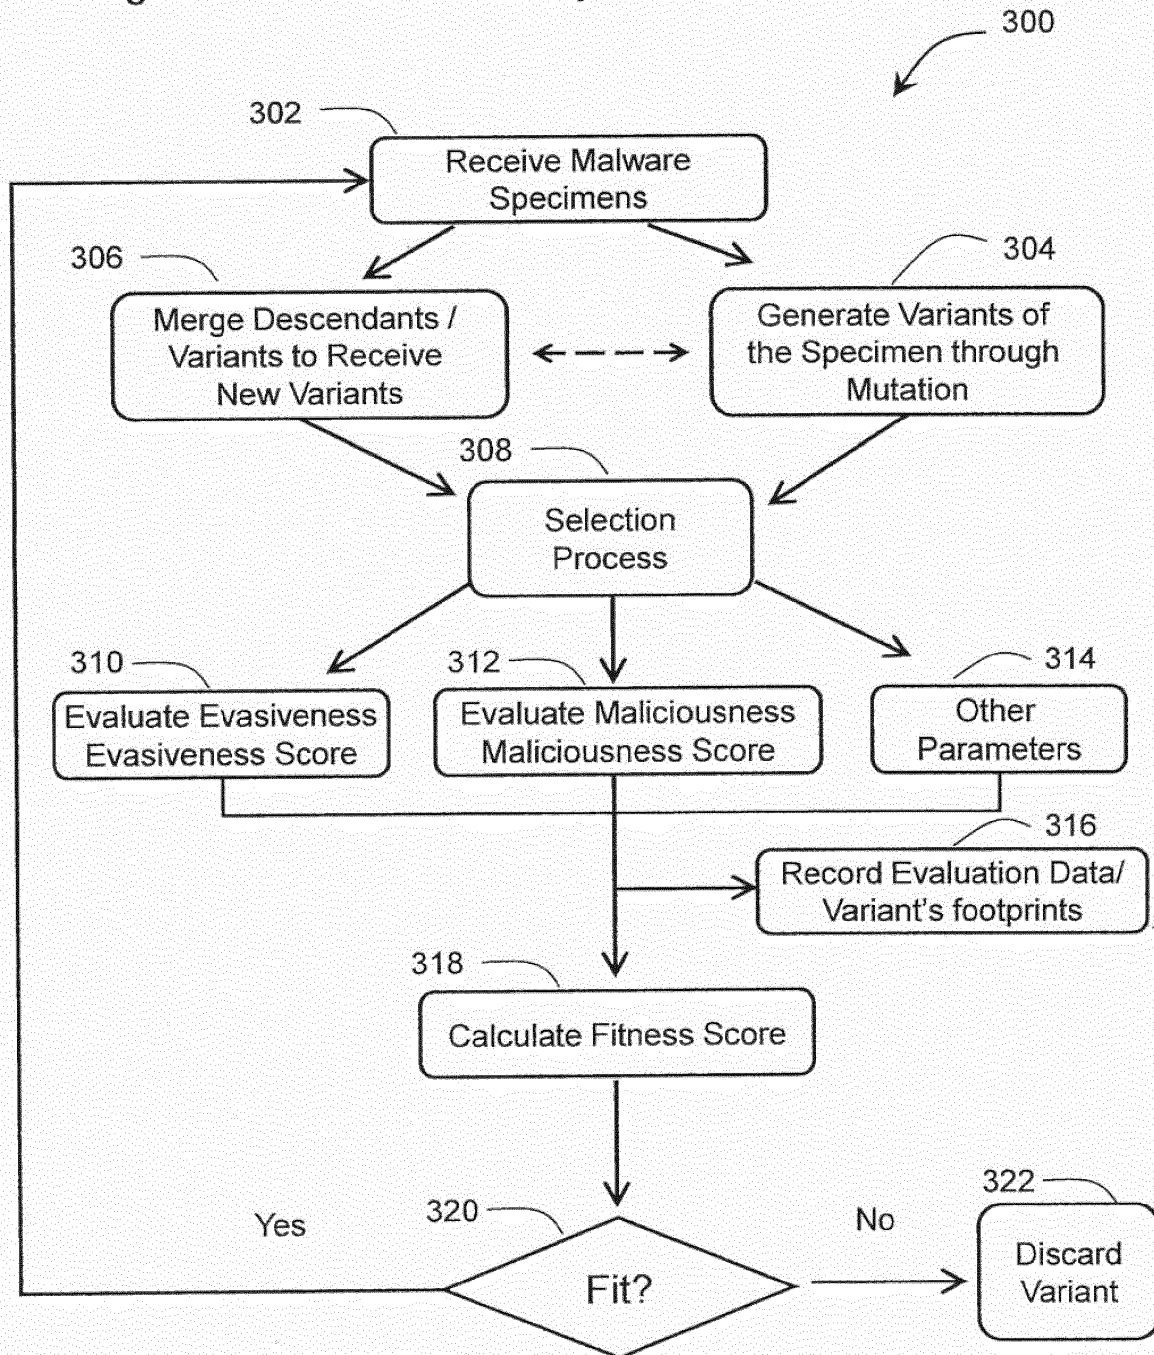 300
302
Receive Malware
Specimens
306
304
Merge Descendants /
Variants to Receive
New Variants
Generate Variants of
the Specimen through
Mutation
308
Selection
Process
310
312
314
Evaluate Evasiveness
Evasiveness Score
Evaluate Maliciousness
Maliciousness Score
Other
Parameters
316
Record Evaluation Data/
Variant's footprints
318
Calculate Fitness Score
320
322
Yes
No
Fit?
Discard
Variant